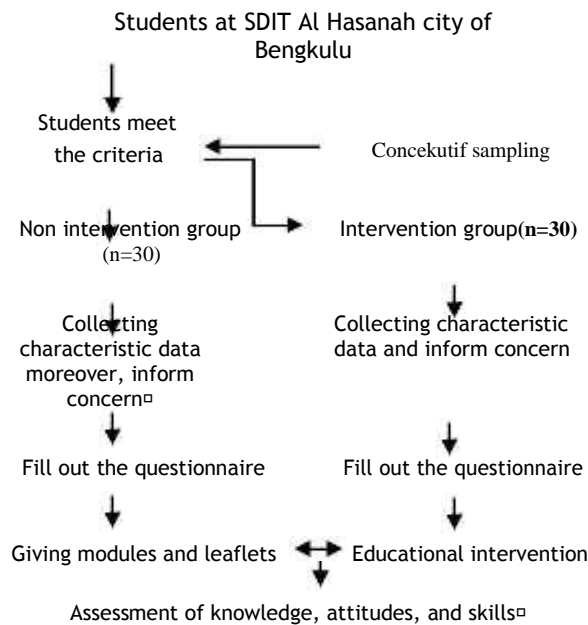 Students at SDIT Al Hasanah city of
Bengkulu
Students meet
the criteria
Concekutif sampling
Non intervention group
(n=30)
Intervention group(n=30)
Collecting
characteristic data
moreover, inform
concern▯
Collecting characteristic
data and inform concern
Fill out the questionnaire
Fill out the questionnaire
Giving modules and leaflets
Educational intervention
Assessment of knowledge, attitudes, and skills▯